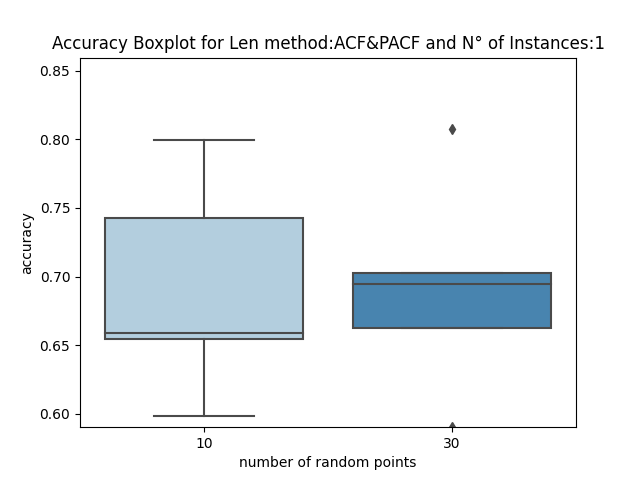 Accuracy Boxplot for Len method:ACF&PACF and N° of Instances:1
0.85
0.80
0.75
0.70
0.65
0.60
accuracy
10
30
number of random points